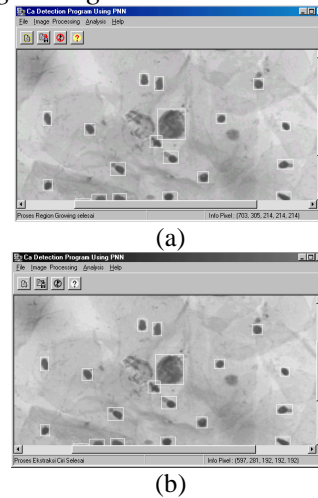 Ca Detection Program Using PNN
File Image Processing Analysis Help
Proses Region Growing selesai
Info Pixel : (703, 305, 214, 214, 214)
(a)
Ca Detection Program Using PNN
File Image Processing Analysis Help
Proses Ekstraksi Ciri Selesai
Info Pixel : (597, 281, 192, 192, 192)
(b)